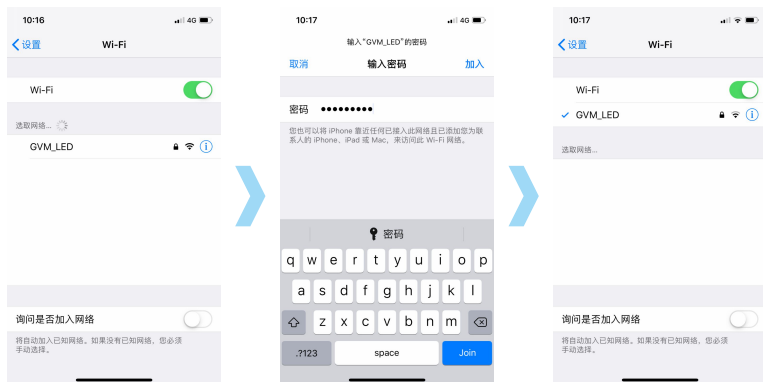 10:16
4G
设置
Wi-Fi
Wi-Fi
选取网络...
GVM_LED
询问是否加入网络
将自动加入已知网络。如果没有已知网络，您必须
手动选择。
10:17
4G
输入“GVM_LED”的密码
取消
输入密码
加入
密码
您也可以将 iPhone 靠近任何已接入此网络且已添加您为联
系人的 iPhone、iPad 或 Mac，来访问此 Wi-Fi 网络。
密码
q w e r t y u i o p
a s d f g h j k l
z x c v b n m
.?123 space Join
10:17
设置
Wi-Fi
Wi-Fi
GVM_LED
选取网络...
询问是否加入网络
将自动加入已知网络。如果没有已知网络，您必须
手动选择。